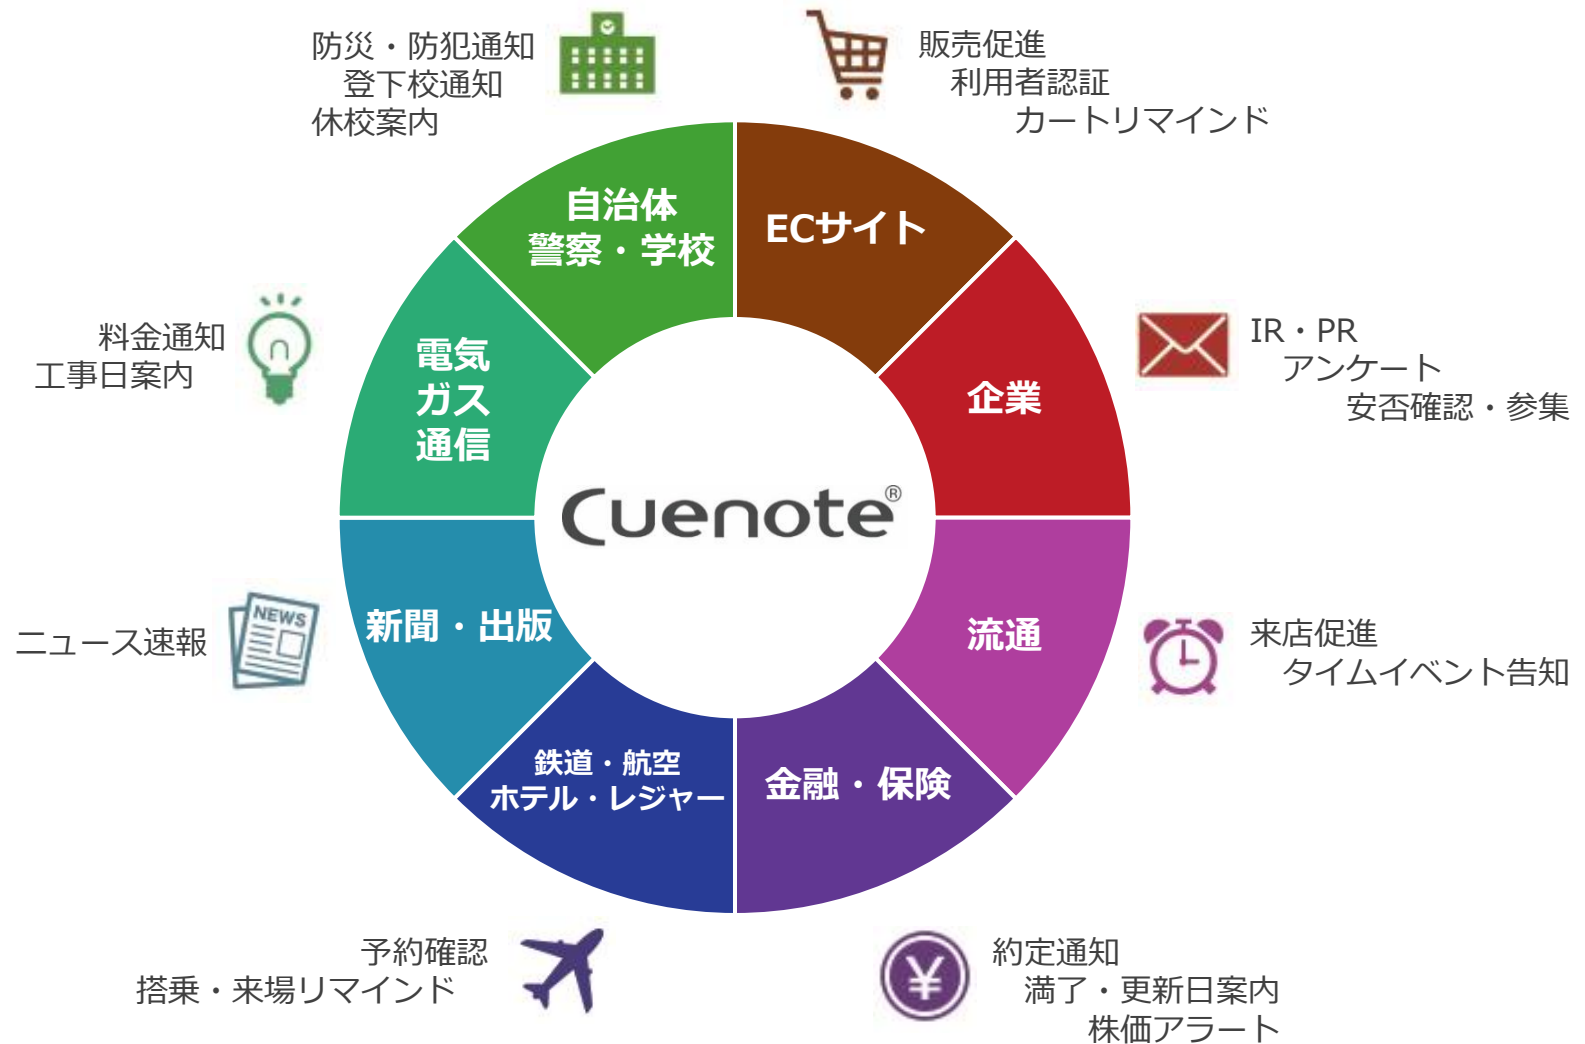 防災・防犯通知
登下校通知
休校案内
販売促進
利用者認証
カートリマインド
自治体
警察・学校
ECサイト
料金通知
工事日案内
電気
ガス
通信
企業
IR・PR
アンケート
安否確認・参集
Cuenote®
ニュース速報
NEWS
新聞・出版
流通
来店促進
タイムイベント告知
鉄道・航空
ホテル・レジャー
金融・保険
予約確認
搭乗・来場リマインド
¥
約定通知
満了・更新日案内
株価アラート